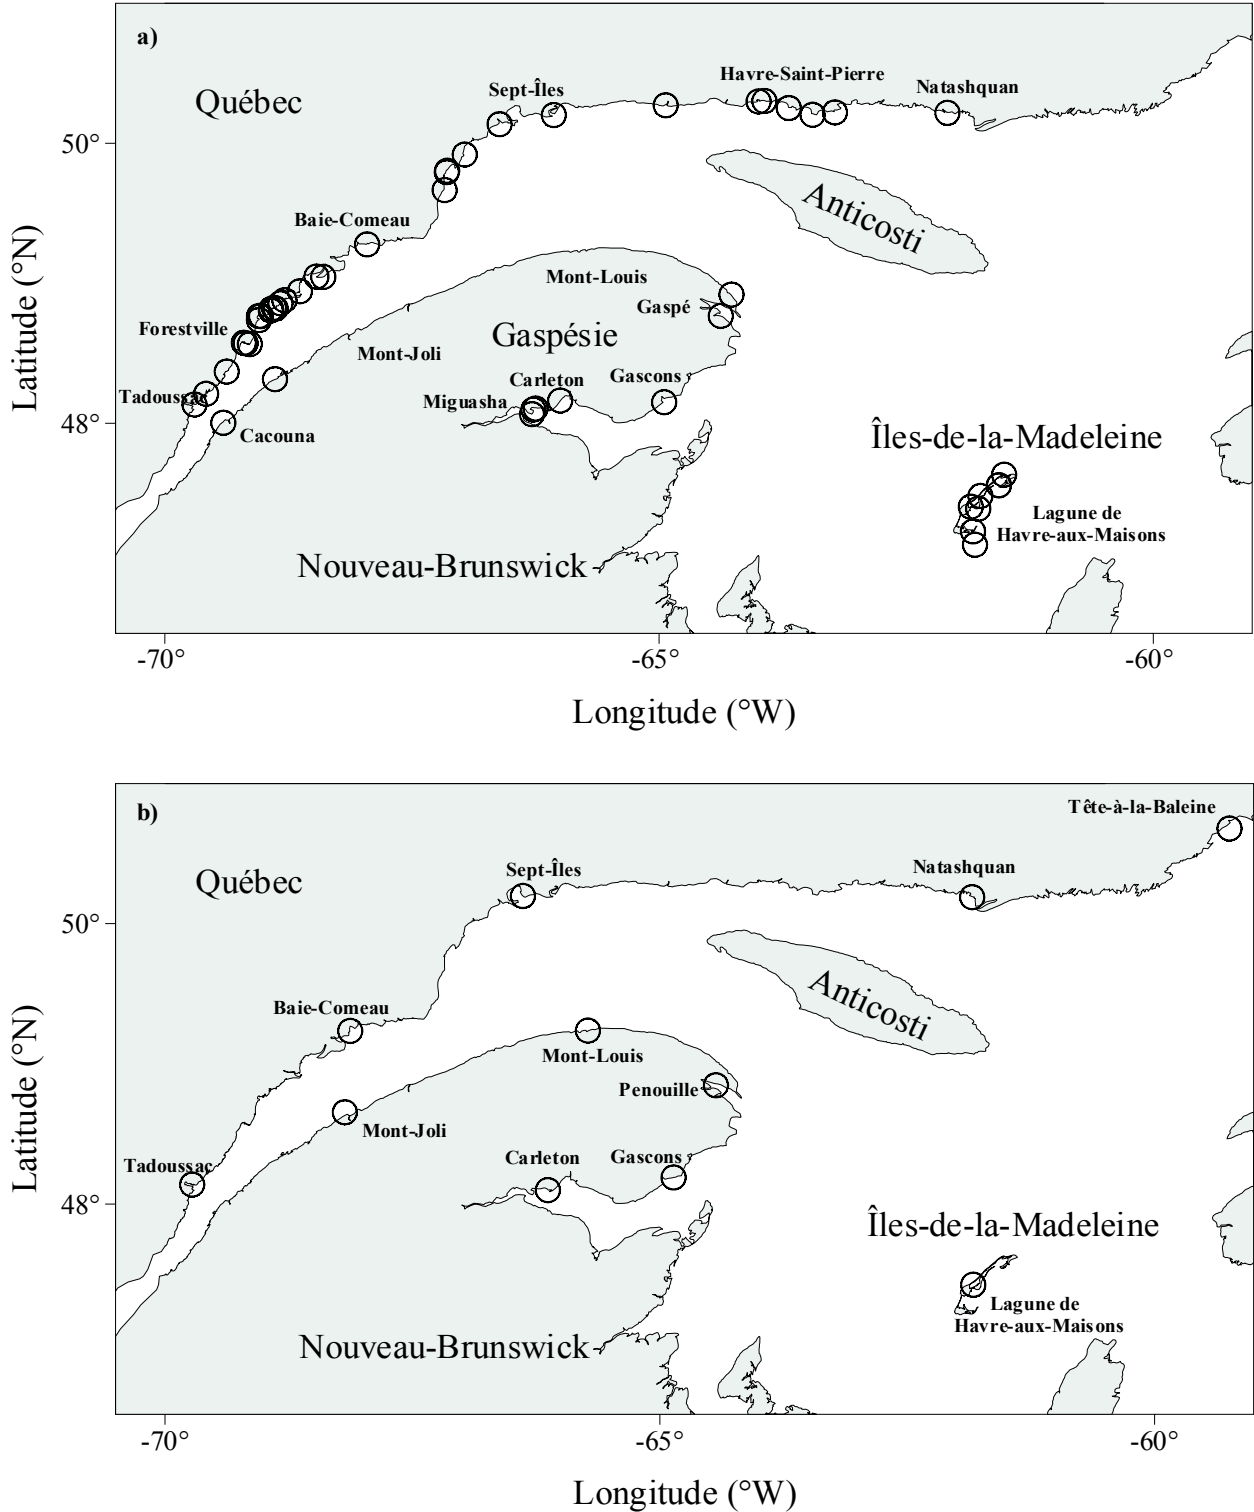 a)
Havre-Saint-Pierre
Sept-Îles
Natashquan
Québec
50°
Anticosti
Baie-Comeau
Mont-Louis
Gaspé
Forestville
Gaspésie
Mont-Joli
Gascons
Carleton
Tadoussac
Miguasha
48°
Cacouna
Îles-de-la-Madeleine
Lagune de
Havre-aux-Maisons
Nouveau-Brunswick
Latitude (°N)
-70°
-65°
-60°
Longitude (°W)
b)
Tête-à-la-Baleine
Sept-Îles
Natashquan
Québec
50°
Anticosti
Baie-Comeau
Mont-Louis
Penouille
Mont-Joli
Carleton
Gascons
Tadoussac
48°
Îles-de-la-Madeleine
Lagune de
Havre-aux-Maisons
Nouveau-Brunswick
Latitude (°N)
-70°
-65°
-60°
Longitude (°W)